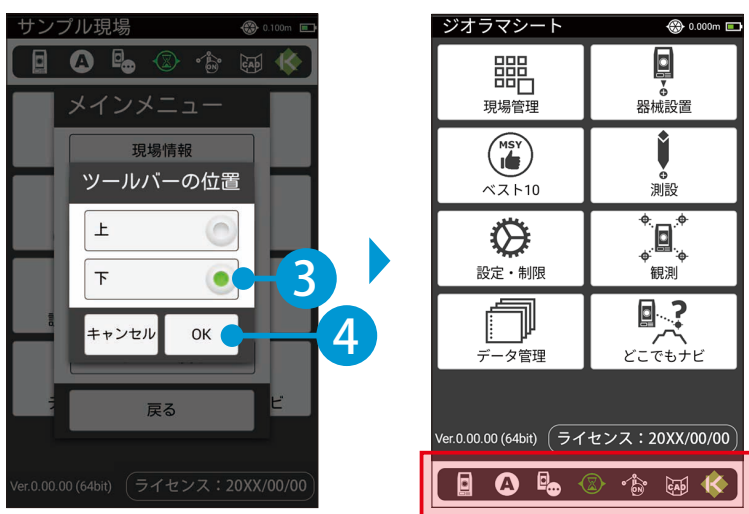 サンプル現場
0.100m
A
ON
CAD
メインメニュー
現場情報
ツールバーの位置
上
下
3
キャンセル
OK
4
戻る
ビ
Ver.0.00.00 (64bit)
ライセンス：20XX/00/00
ジオラマシート
0.000m
現場管理
器械設置
MSY
ベスト10
測設
設定・制限
観測
データ管理
?
どこでもナビ
Ver.0.00.00 (64bit)
ライセンス：20XX/00/00
A
ON
CAD